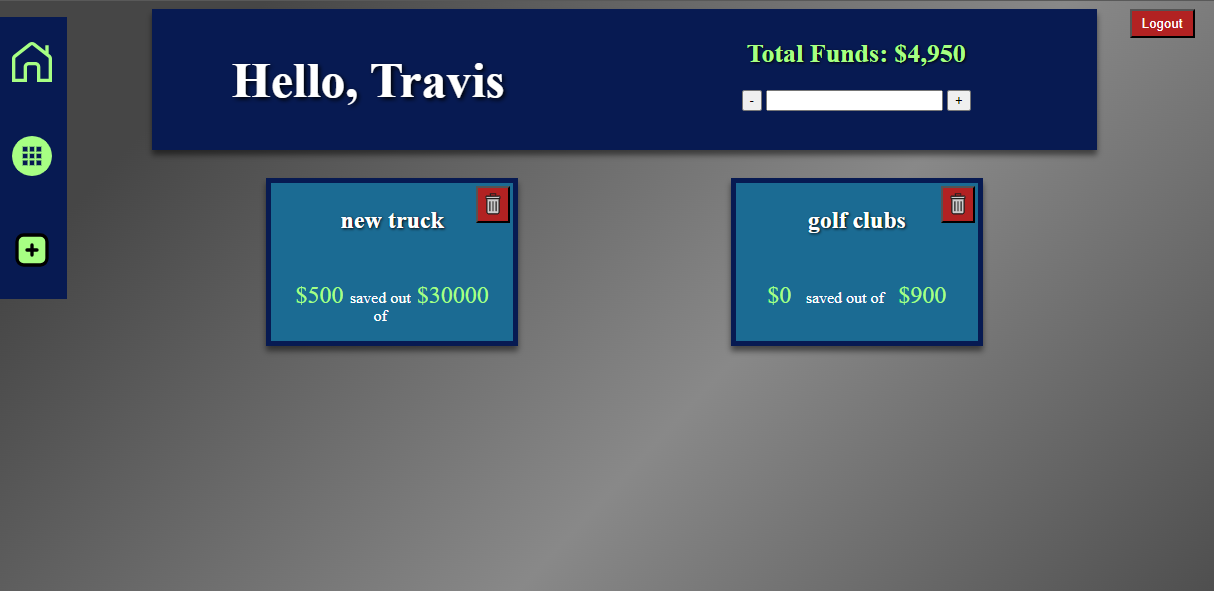 Logout
Hello, Travis
Total Funds: $4,950
- +
new truck
$500 saved out of $30000
golf clubs
$0 saved out of $900